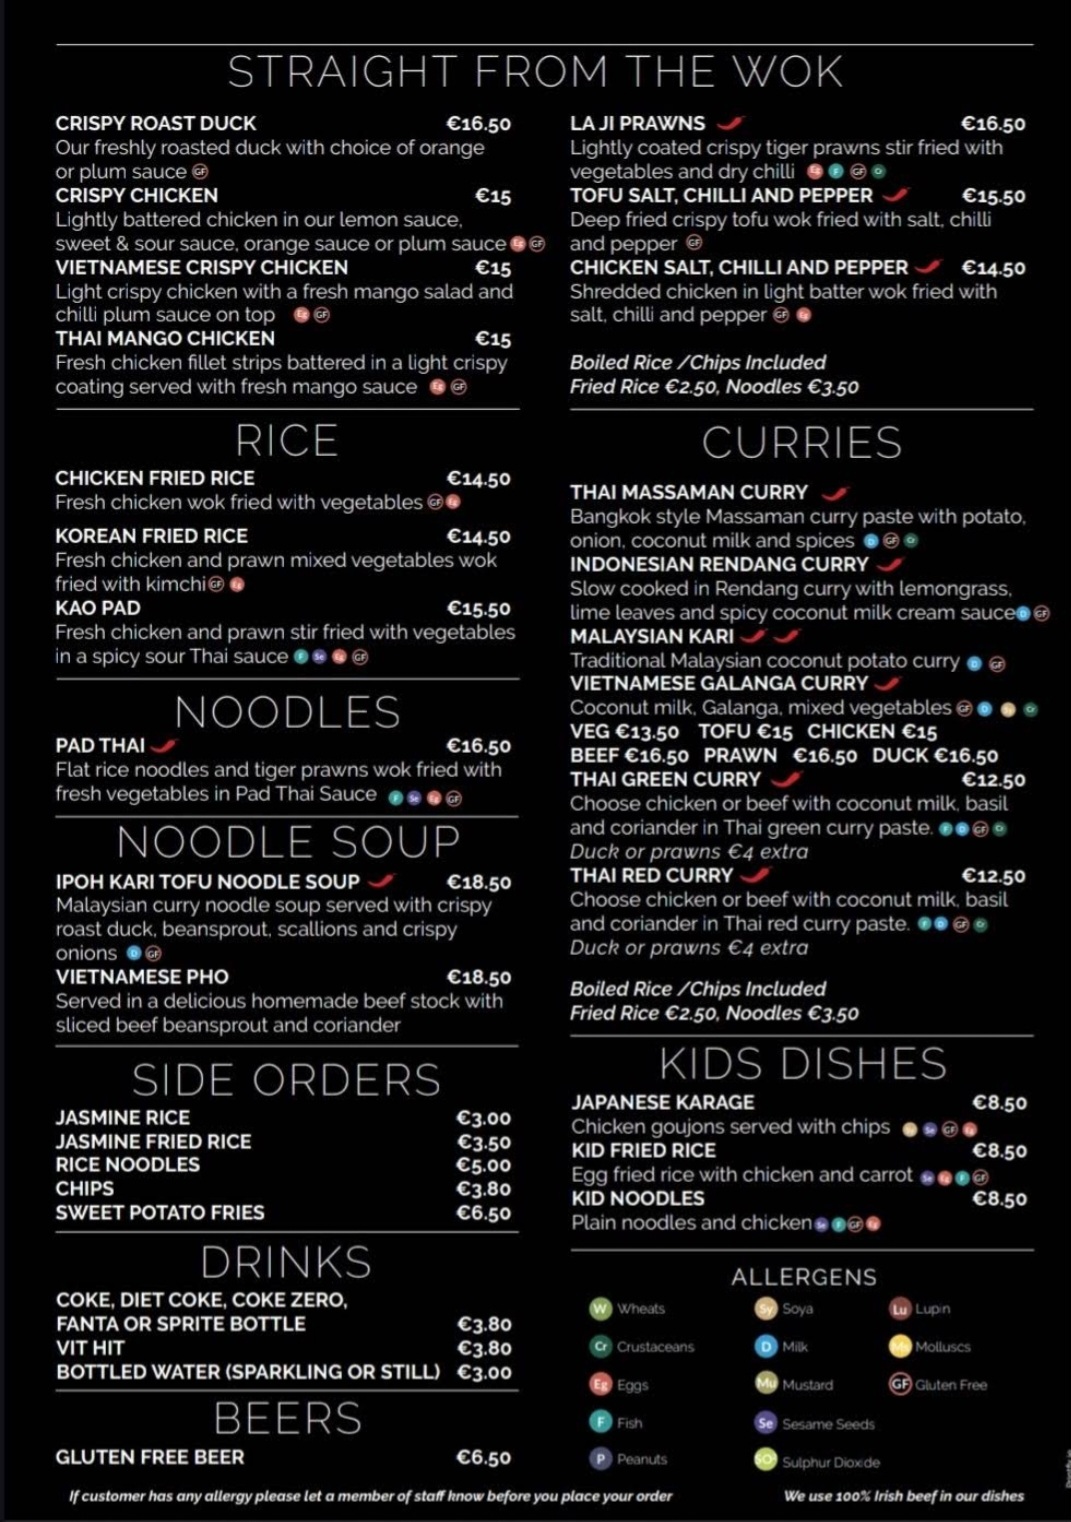 STRAIGHT FROM THE WOK
CRISPY ROAST DUCK €16.50
Our freshly roasted duck with choice of orange
or plum sauce GF
CRISPY CHICKEN €15
Lightly battered chicken in our lemon sauce,
sweet & sour sauce, orange sauce or plum sauce Eg GF
VIETNAMESE CRISPY CHICKEN €15
Light crispy chicken with a fresh mango salad and
chilli plum sauce on top Eg GF
THAI MANGO CHICKEN €15
Fresh chicken fillet strips battered in a light crispy
coating served with fresh mango sauce Eg GF
LA JI PRAWNS €16.50
Lightly coated crispy tiger prawns stir fried with
vegetables and dry chilli Eg F GF Cr
TOFU SALT, CHILLI AND PEPPER €15.50
Deep fried crispy tofu wok fried with salt, chilli
and pepper GF
CHICKEN SALT, CHILLI AND PEPPER €14.50
Shredded chicken in light batter wok fried with
salt, chilli and pepper GF Eg
Boiled Rice /Chips Included
Fried Rice €2.50, Noodles €3.50
RICE
CHICKEN FRIED RICE €14.50
Fresh chicken wok fried with vegetables GF Eg
KOREAN FRIED RICE €14.50
Fresh chicken and prawn mixed vegetables wok
fried with kimchi GF Eg
KAO PAD €15.50
Fresh chicken and prawn stir fried with vegetables
in a spicy sour Thai sauce F Se Eg GF
NOODLES
PAD THAI €16.50
Flat rice noodles and tiger prawns wok fried with
fresh vegetables in Pad Thai Sauce F Se Eg GF
NOODLE SOUP
IPOH KARI TOFU NOODLE SOUP €18.50
Malaysian curry noodle soup served with crispy
roast duck, beansprout, scallions and crispy
onions D GF
VIETNAMESE PHO €18.50
Served in a delicious homemade beef stock with
sliced beef beansprout and coriander
SIDE ORDERS
JASMINE RICE €3.00
JASMINE FRIED RICE €3.50
RICE NOODLES €5.00
CHIPS €3.80
SWEET POTATO FRIES €6.50
DRINKS
COKE, DIET COKE, COKE ZERO,
FANTA OR SPRITE BOTTLE €3.80
VIT HIT €3.80
BOTTLED WATER (SPARKLING OR STILL) €3.00
BEERS
GLUTEN FREE BEER €6.50
CURRIES
THAI MASSAMAN CURRY
Bangkok style Massaman curry paste with potato,
onion, coconut milk and spices D GF Cr
INDONESIAN RENDANG CURRY
Slow cooked in Rendang curry with lemongrass,
lime leaves and spicy coconut milk cream sauce D GF
MALAYSIAN KARI
Traditional Malaysian coconut potato curry D GF
VIETNAMESE GALANGA CURRY
Coconut milk, Galanga, mixed vegetables GF D Sy Cr
VEG €13.50 TOFU €15 CHICKEN €15
BEEF €16.50 PRAWN €16.50 DUCK €16.50
THAI GREEN CURRY €12.50
Choose chicken or beef with coconut milk, basil
and coriander in Thai green curry paste. F D GF Cr
Duck or prawns €4 extra
THAI RED CURRY €12.50
Choose chicken or beef with coconut milk, basil
and coriander in Thai red curry paste. F D GF Cr
Duck or prawns €4 extra
Boiled Rice /Chips Included
Fried Rice €2.50, Noodles €3.50
KIDS DISHES
JAPANESE KARAGE €8.50
Chicken goujons served with chips Sy Se GF Eg
KID FRIED RICE €8.50
Egg fried rice with chicken and carrot Se Eg F GF
KID NOODLES €8.50
Plain noodles and chicken Se F GF Eg
ALLERGENS
W Wheats Sy Soya Lu Lupin
Cr Crustaceans D Milk Mo Molluscs
Eg Eggs Mu Mustard GF Gluten Free
F Fish Se Sesame Seeds
P Peanuts SO² Sulphur Dioxide
If customer has any allergy please let a member of staff know before you place your order
We use 100% Irish beef in our dishes